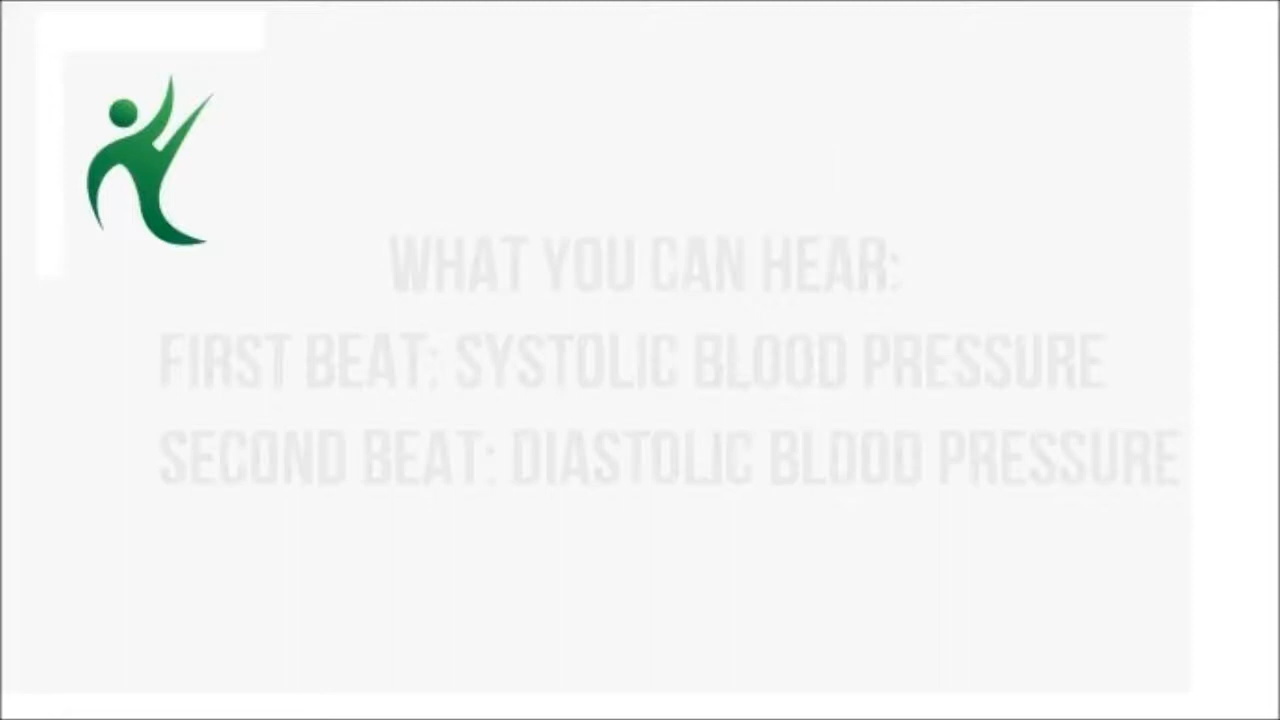 WHAT YOU CAN HEAR:
FIRST BEAT: SYSTOLIC BLOOD PRESSURE
SECOND BEAT: DIASTOLIC BLOOD PRESSURE